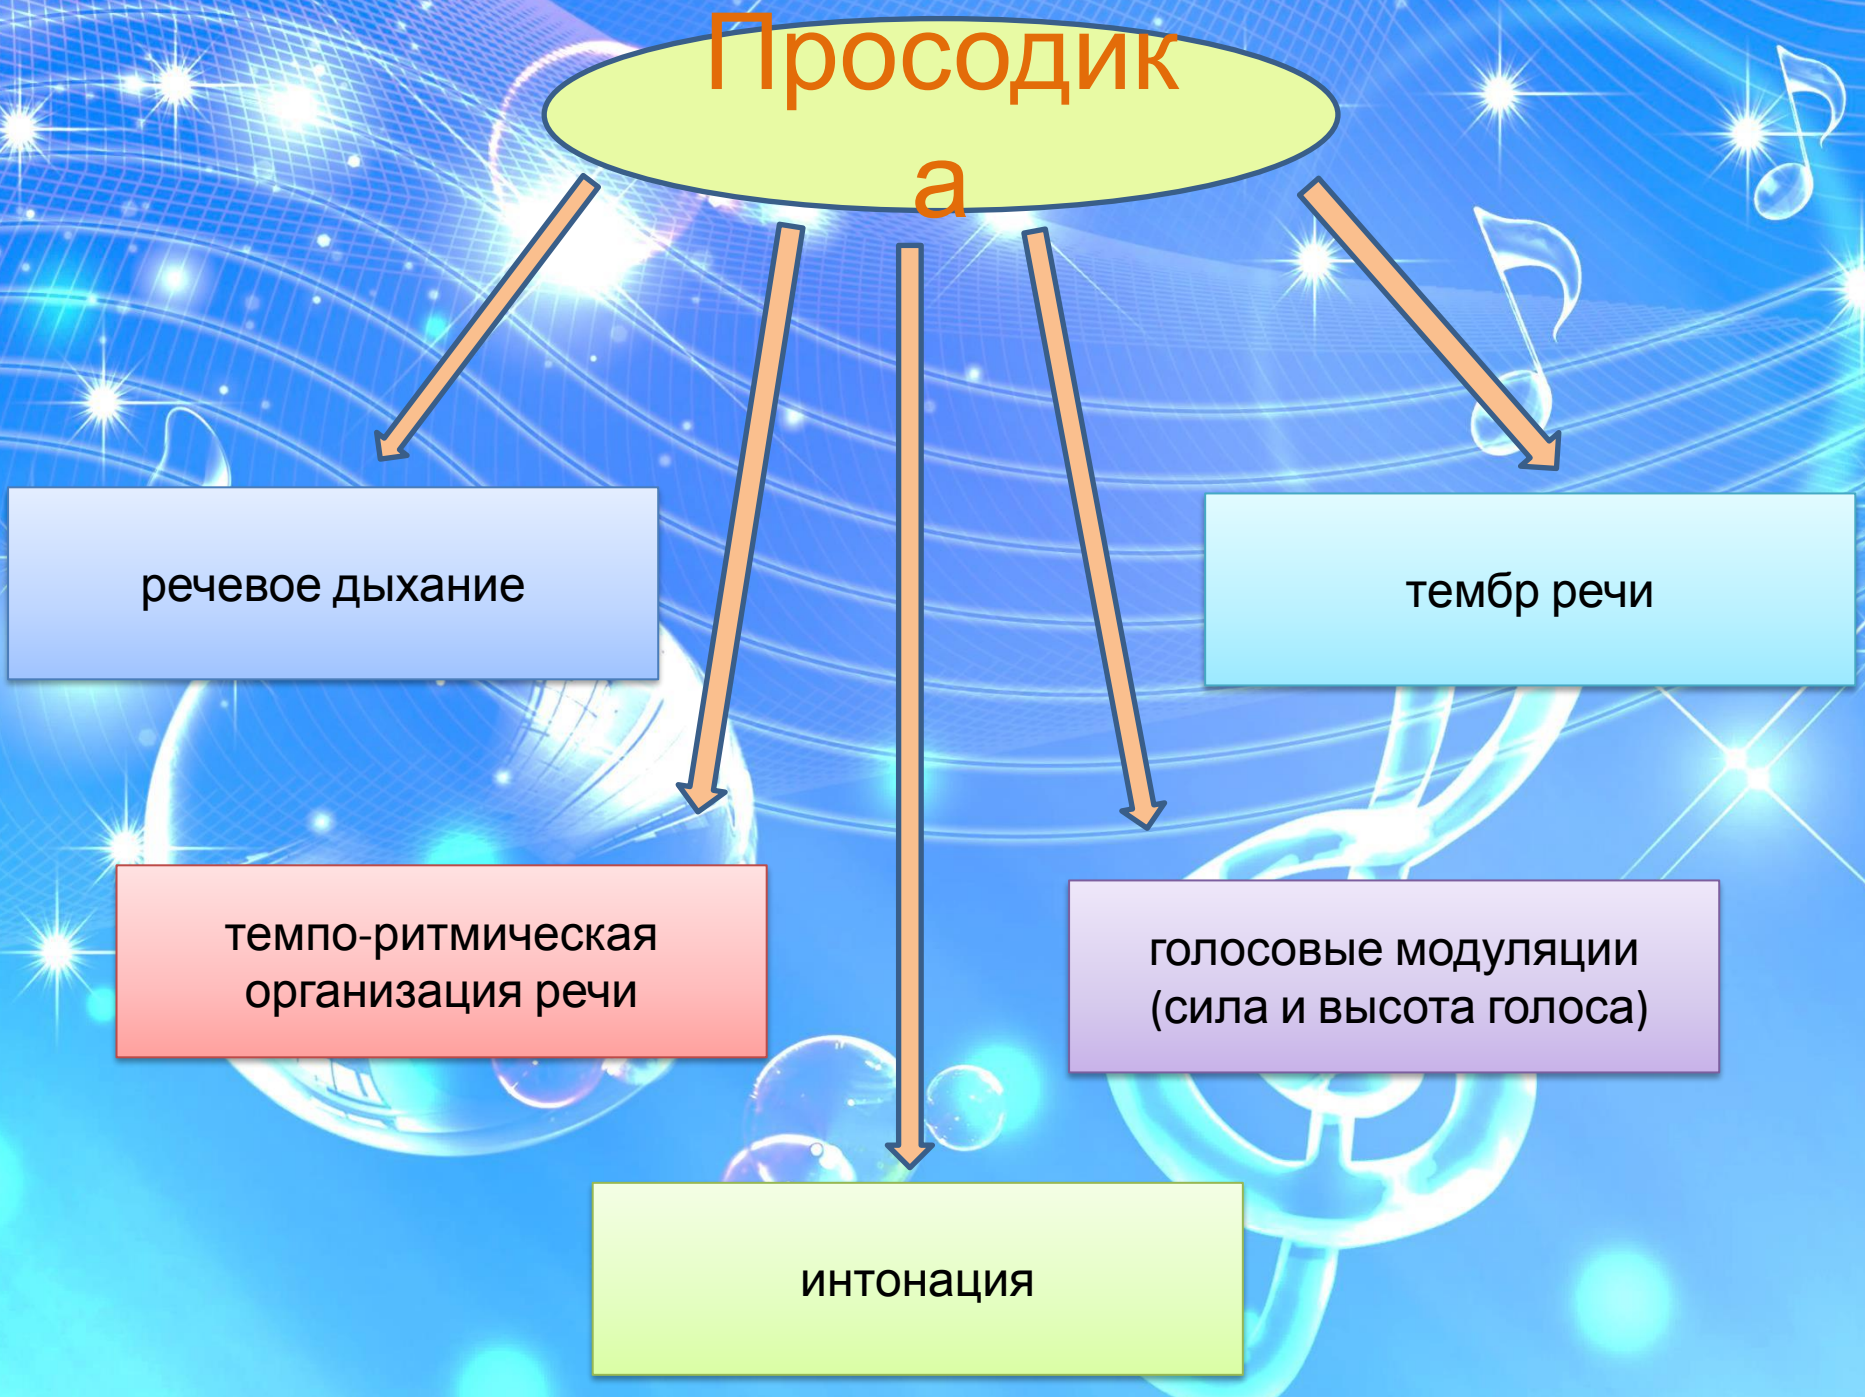 Просодик
а
речевое дыхание
тембр речи
темпо-ритмическая
организация речи
голосовые модуляции
(сила и высота голоса)
интонация